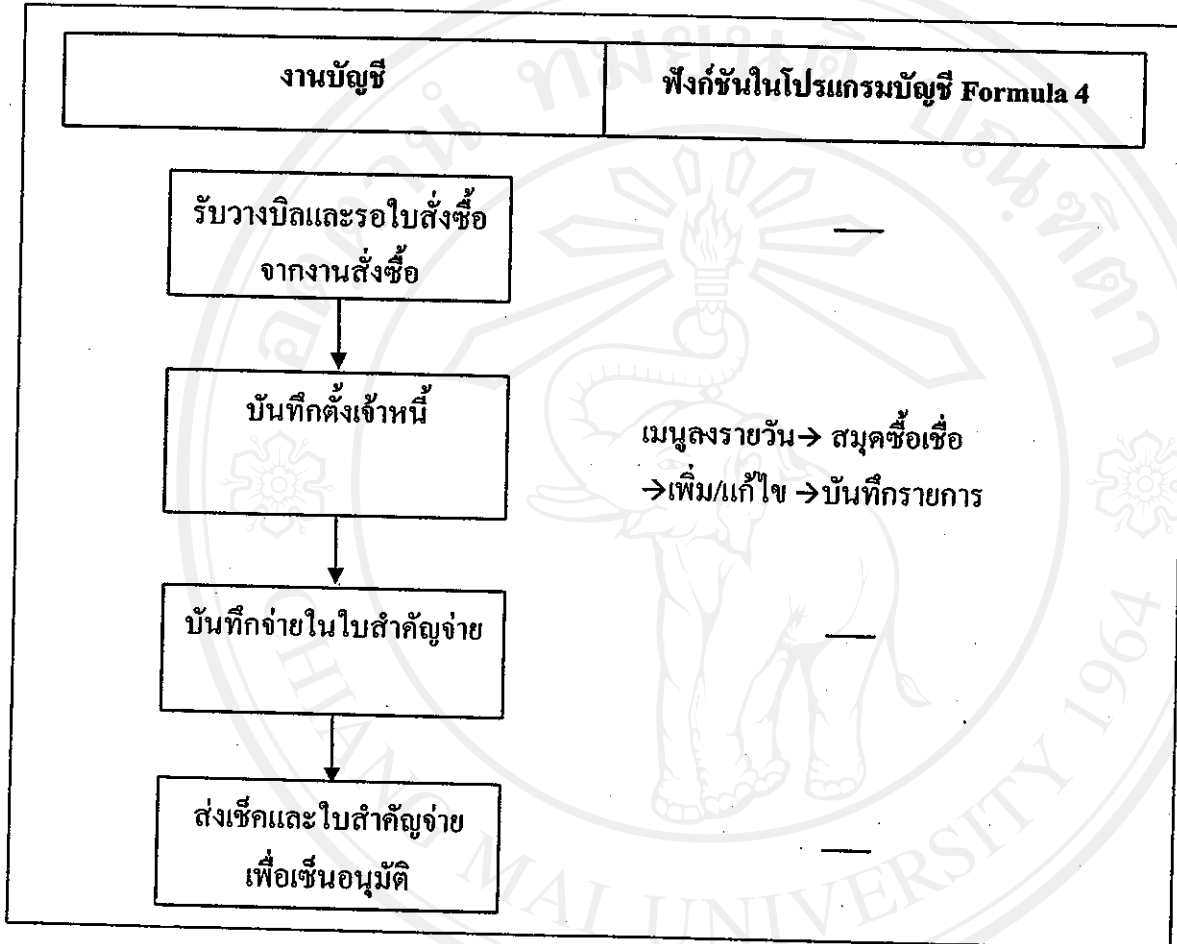 งานบัญชี
ฟังก์ชันในโปรแกรมบัญชี Formula 4
รับวางบิลและรอใบสั่งซื้อ
จากงานสั่งซื้อ
—
บันทึกตั้งเจ้าหนี้
เมนูลงรายวัน→ สมุดซื้อเชื่อ
→เพิ่ม/แก้ไข →บันทึกรายการ
บันทึกจ่ายในใบสำคัญจ่าย
—
ส่งเช็คและใบสำคัญจ่าย
เพื่อเซ็นอนุมัติ
—
CHIANG MAI UNIVERSITY 1964